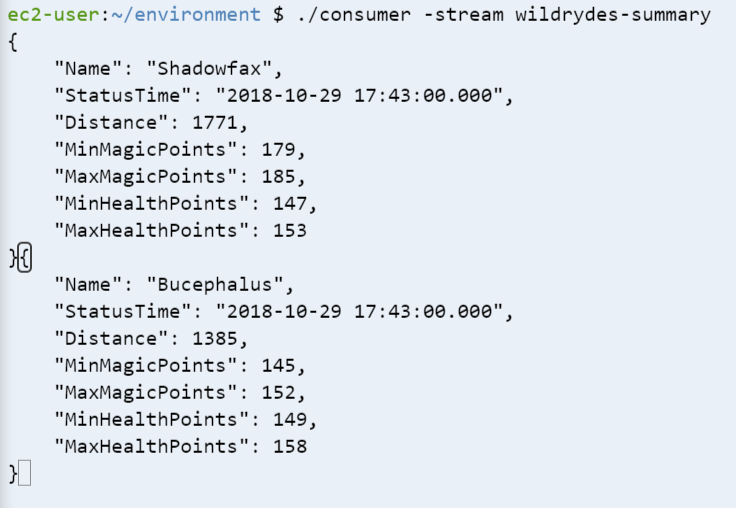 ec2-user:~/environment $ ./consumer -stream wildrydes-summary
{
    "Name": "Shadowfax",
    "StatusTime": "2018-10-29 17:43:00.000",
    "Distance": 1771,
    "MinMagicPoints": 179,
    "MaxMagicPoints": 185,
    "MinHealthPoints": 147,
    "MaxHealthPoints": 153
}{
    "Name": "Bucephalus",
    "StatusTime": "2018-10-29 17:43:00.000",
    "Distance": 1385,
    "MinMagicPoints": 145,
    "MaxMagicPoints": 152,
    "MinHealthPoints": 149,
    "MaxHealthPoints": 158
}